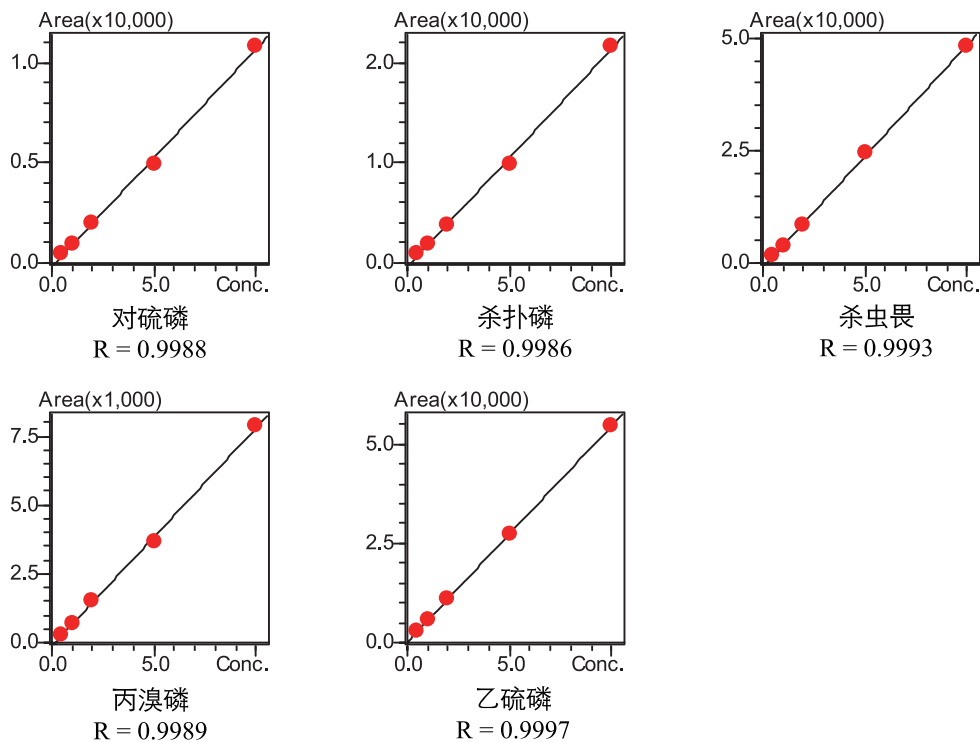 Area(x10,000)
1.0
0.5
0.0
0.0 5.0 Conc.
对硫磷
R = 0.9988
Area(x10,000)
2.0
1.0
0.0
0.0 5.0 Conc.
杀扑磷
R = 0.9986
Area(x10,000)
5.0
2.5
0.0
0.0 5.0 Conc.
杀虫畏
R = 0.9993
Area(x1,000)
7.5
5.0
2.5
0.0
0.0 5.0 Conc.
丙溴磷
R = 0.9989
Area(x10,000)
5.0
2.5
0.0
0.0 5.0 Conc.
乙硫磷
R = 0.9997